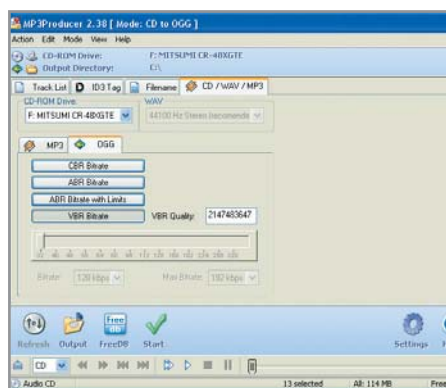 MP3Producer 2.38 [ Mode: CD to OGG ]
Action Edit Mode View Help
CD-ROM Drive: F: MITSUMI CR-48XGTE
Output Directory: C:\
Track List ID3 Tag Filename CD/WAV/MP3
CD-ROM Drive WAV
F: MITSUMI CR-48XGTE 44100 Hz Stereo
MP3 OGG
CBR Bitrate
ABR Bitrate
ABR Bitrate with Limits
VBR Bitrate VBR Quality: 2147483647
Bitrate: 128 kbps Max Bitrate: 192 kbps
free db
Refresh Output FreeDB Start Settings
CD
Audio CD 13 selected All: 114 MB Free